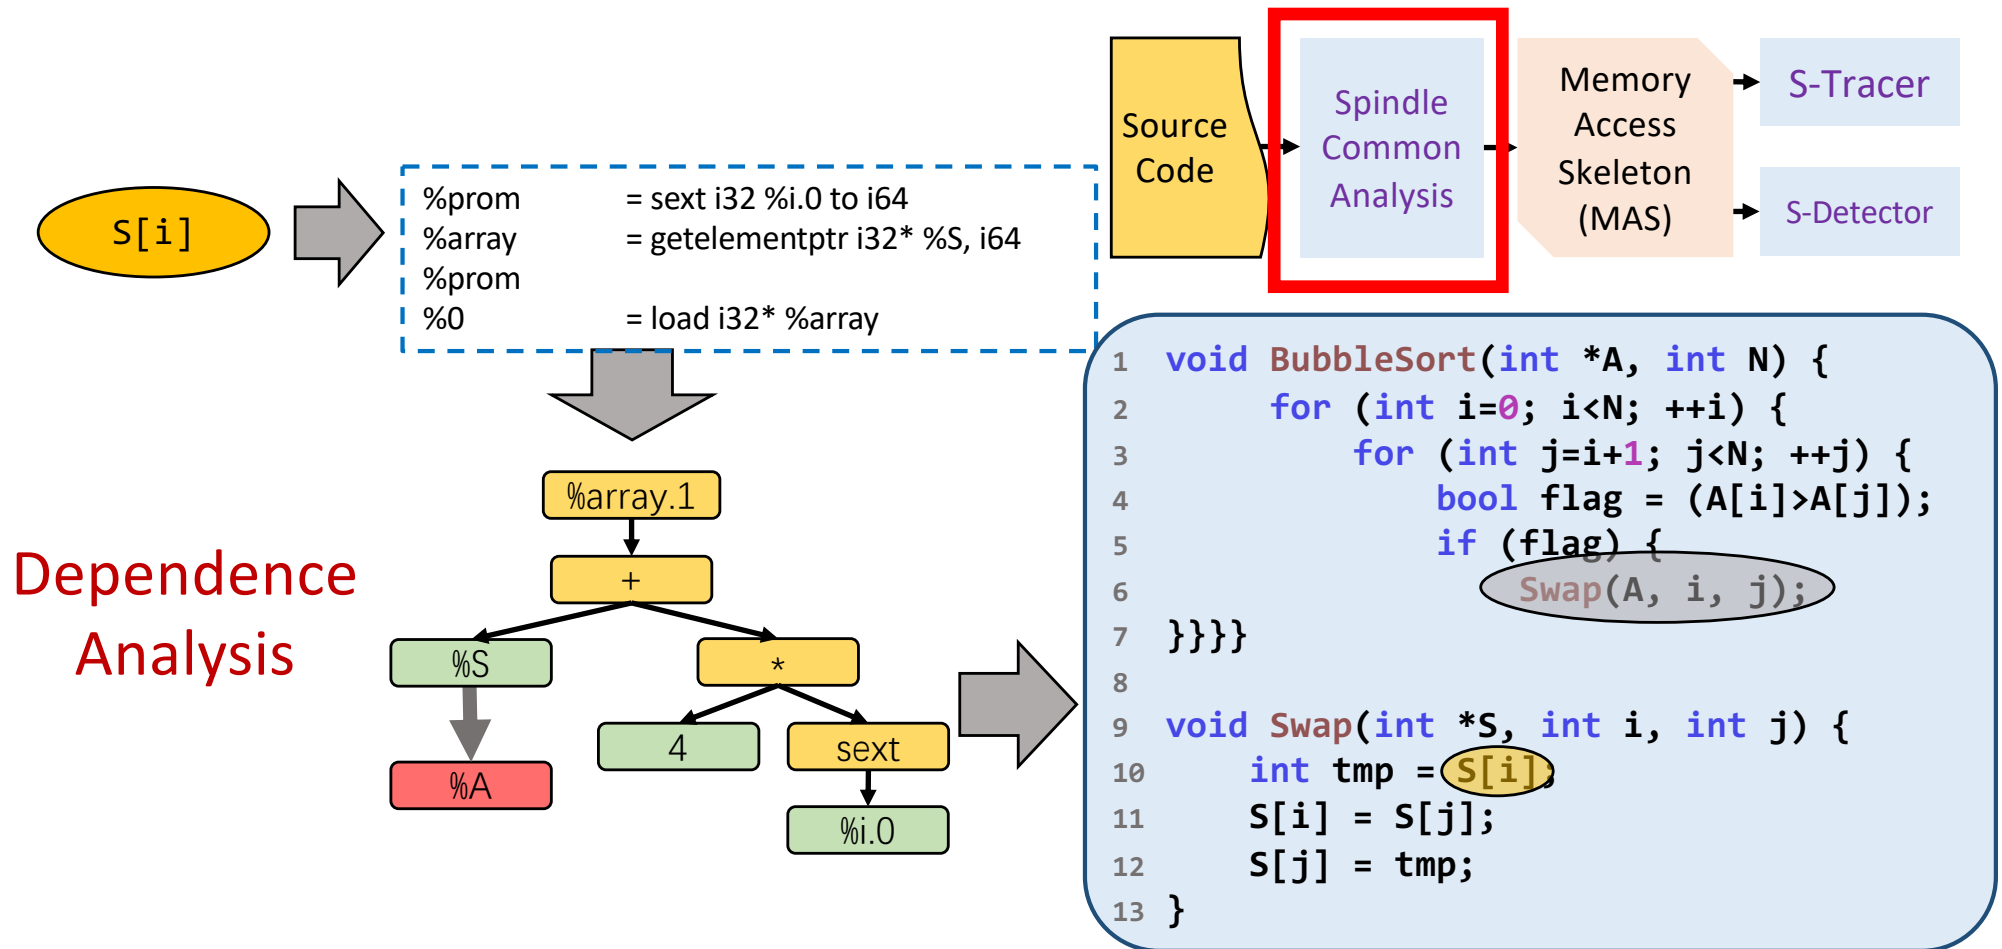 S[i]
%prom = sext i32 %i.0 to i64
%array = getelementptr i32* %S, i64
%prom
%0 = load i32* %array
Source
Code
Spindle
Common
Analysis
Memory
Access
Skeleton
(MAS)
S-Tracer
S-Detector
Dependence
Analysis
%array.1
+
%S
*
4
sext
%A
%i.0
1 void BubbleSort(int *A, int N) {
2 for (int i=0; i<N; ++i) {
3 for (int j=i+1; j<N; ++j) {
4 bool flag = (A[i]>A[j]);
5 if (flag) {
6 Swap(A, i, j);
7 }}}}
8
9 void Swap(int *S, int i, int j) {
10 int tmp = S[i];
11 S[i] = S[j];
12 S[j] = tmp;
13 }